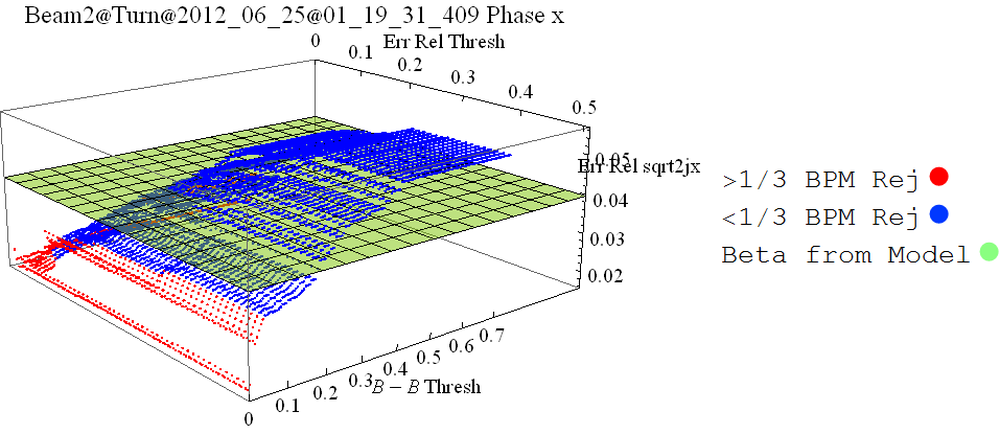 Beam2@Turn@2012_06_25@01_19_31_409 Phase x
0
0.1
0.2
0.3
0.4
0.5
Err Rel Thresh
0.05
Err Rel sqrt2jx
0.04
0.03
0.02
>1/3 BPM Rej
<1/3 BPM Rej
Beta from Model
0
0.1
0.2
0.3
0.4
0.5
0.6
0.7
B − B Thresh